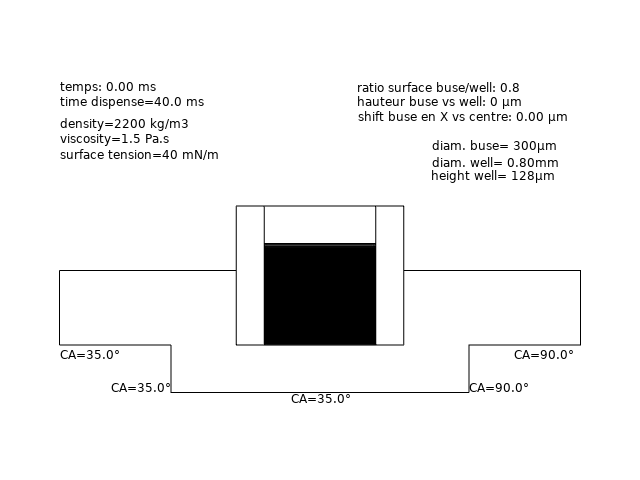 temps: 0.00 ms
time dispense=40.0 ms
density=2200 kg/m3
viscosity=1.5 Pa.s
surface tension=40 mN/m
ratio surface buse/well: 0.8
hauteur buse vs well: 0 µm
shift buse en X vs centre: 0.00 µm
diam. buse= 300µm
diam. well= 0.80mm
height well= 128µm
CA=35.0°
CA=90.0°
CA=35.0°
CA=90.0°
CA=35.0°